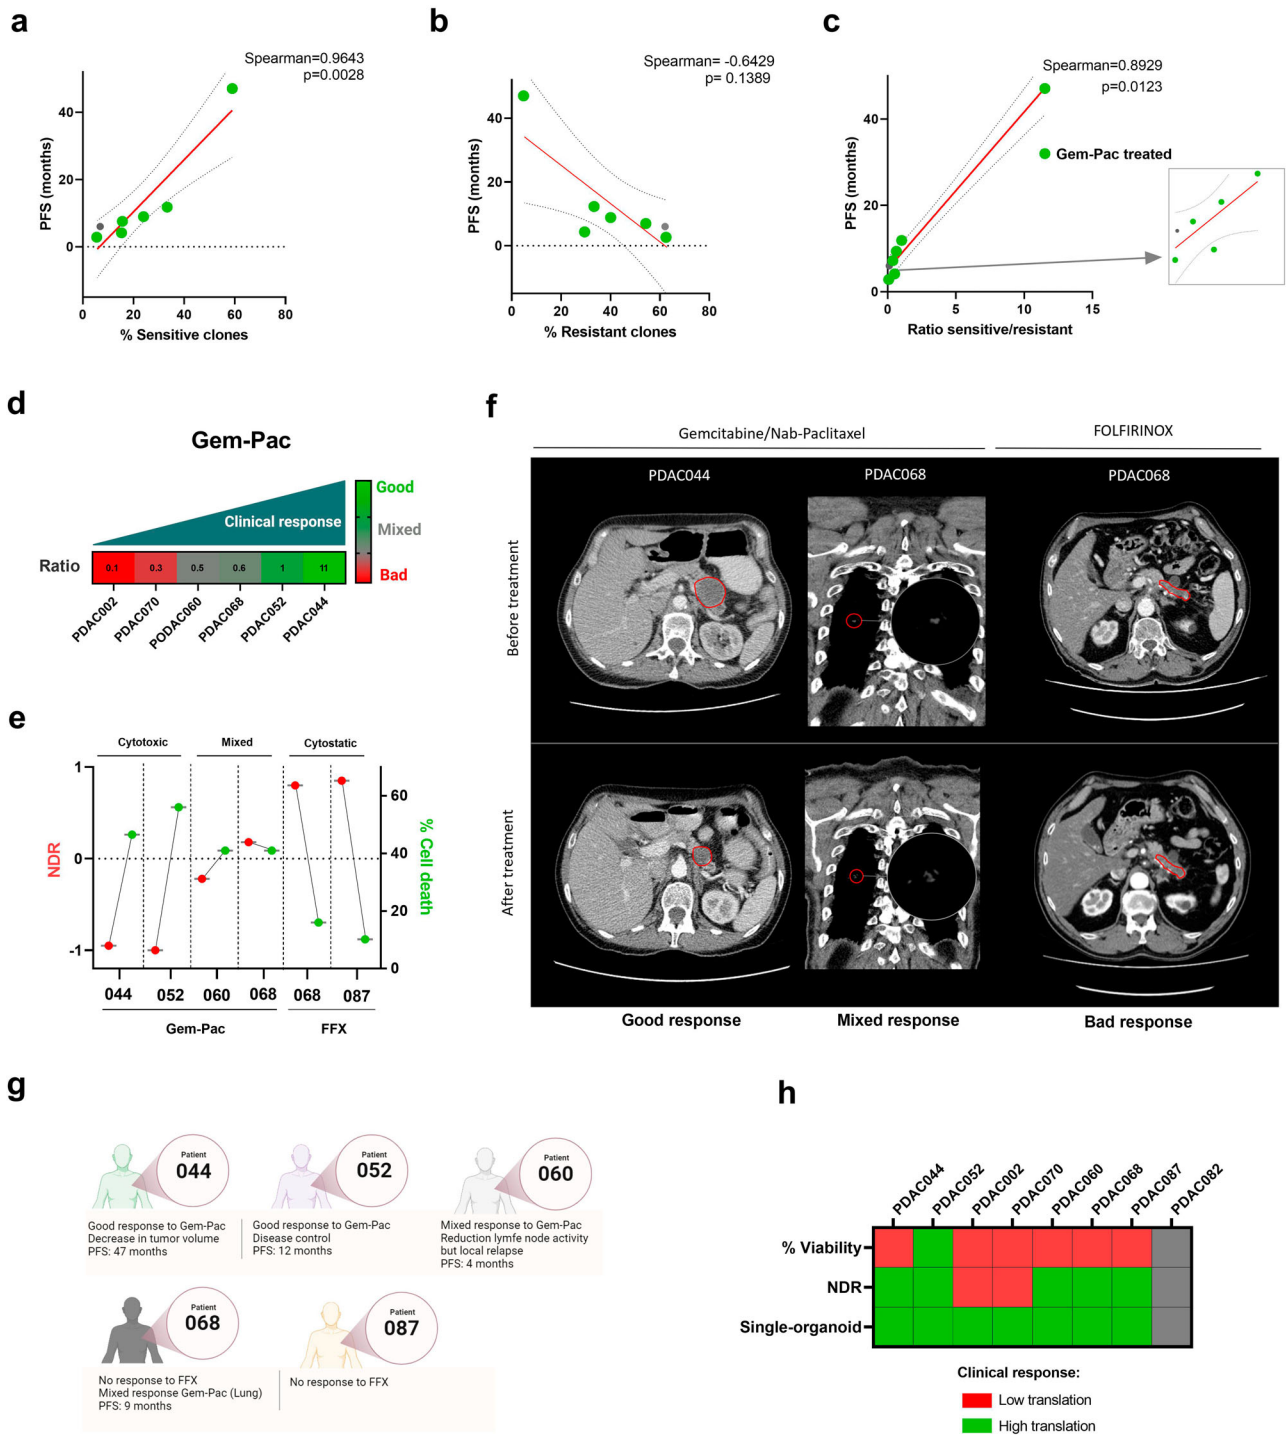 a
Spearman=0.9643
p=0.0028
PFS (months)
40
20
0
0
20
40
60
80
% Sensitive clones
b
Spearman= -0.6429
p= 0.1389
PFS (months)
40
20
0
0
20
40
60
80
% Resistant clones
c
Spearman=0.8929
p=0.0123
PFS (months)
40
20
0
0
5
10
15
Ratio sensitive/resistant
Gem-Pac treated
d
Gem-Pac
Clinical response
Good
Mixed
Bad
Ratio
0.1
0.3
0.5
0.6
1
11
PDAC002
PDAC070
PODAC060
PDAC068
PDAC052
PDAC044
e
Cytotoxic
Mixed
Cytostatic
NDR
1
0
-1
% Cell death
60
40
20
0
044
052
060
068
068
087
Gem-Pac
FFX
f
Gemcitabine/Nab-Paclitaxel
FOLFIRINOX
PDAC044
PDAC068
PDAC068
Before treatment
After treatment
Good response
Mixed response
Bad response
g
Patient
044
Good response to Gem-Pac
Decrease in tumor volume
PFS: 47 months
Patient
052
Good response to Gem-Pac
Disease control
PFS: 12 months
Patient
060
Mixed response to Gem-Pac
Reduction lymfe node activity
but local relapse
PFS: 4 months
Patient
068
No response to FFX
Mixed response Gem-Pac (Lung)
PFS: 9 months
Patient
087
No response to FFX
h
PDAC044
PDAC052
PDAC002
PDAC070
PDAC060
PDAC068
PDAC087
PDAC082
% Viability
NDR
Single-organoid
Clinical response:
Low translation
High translation